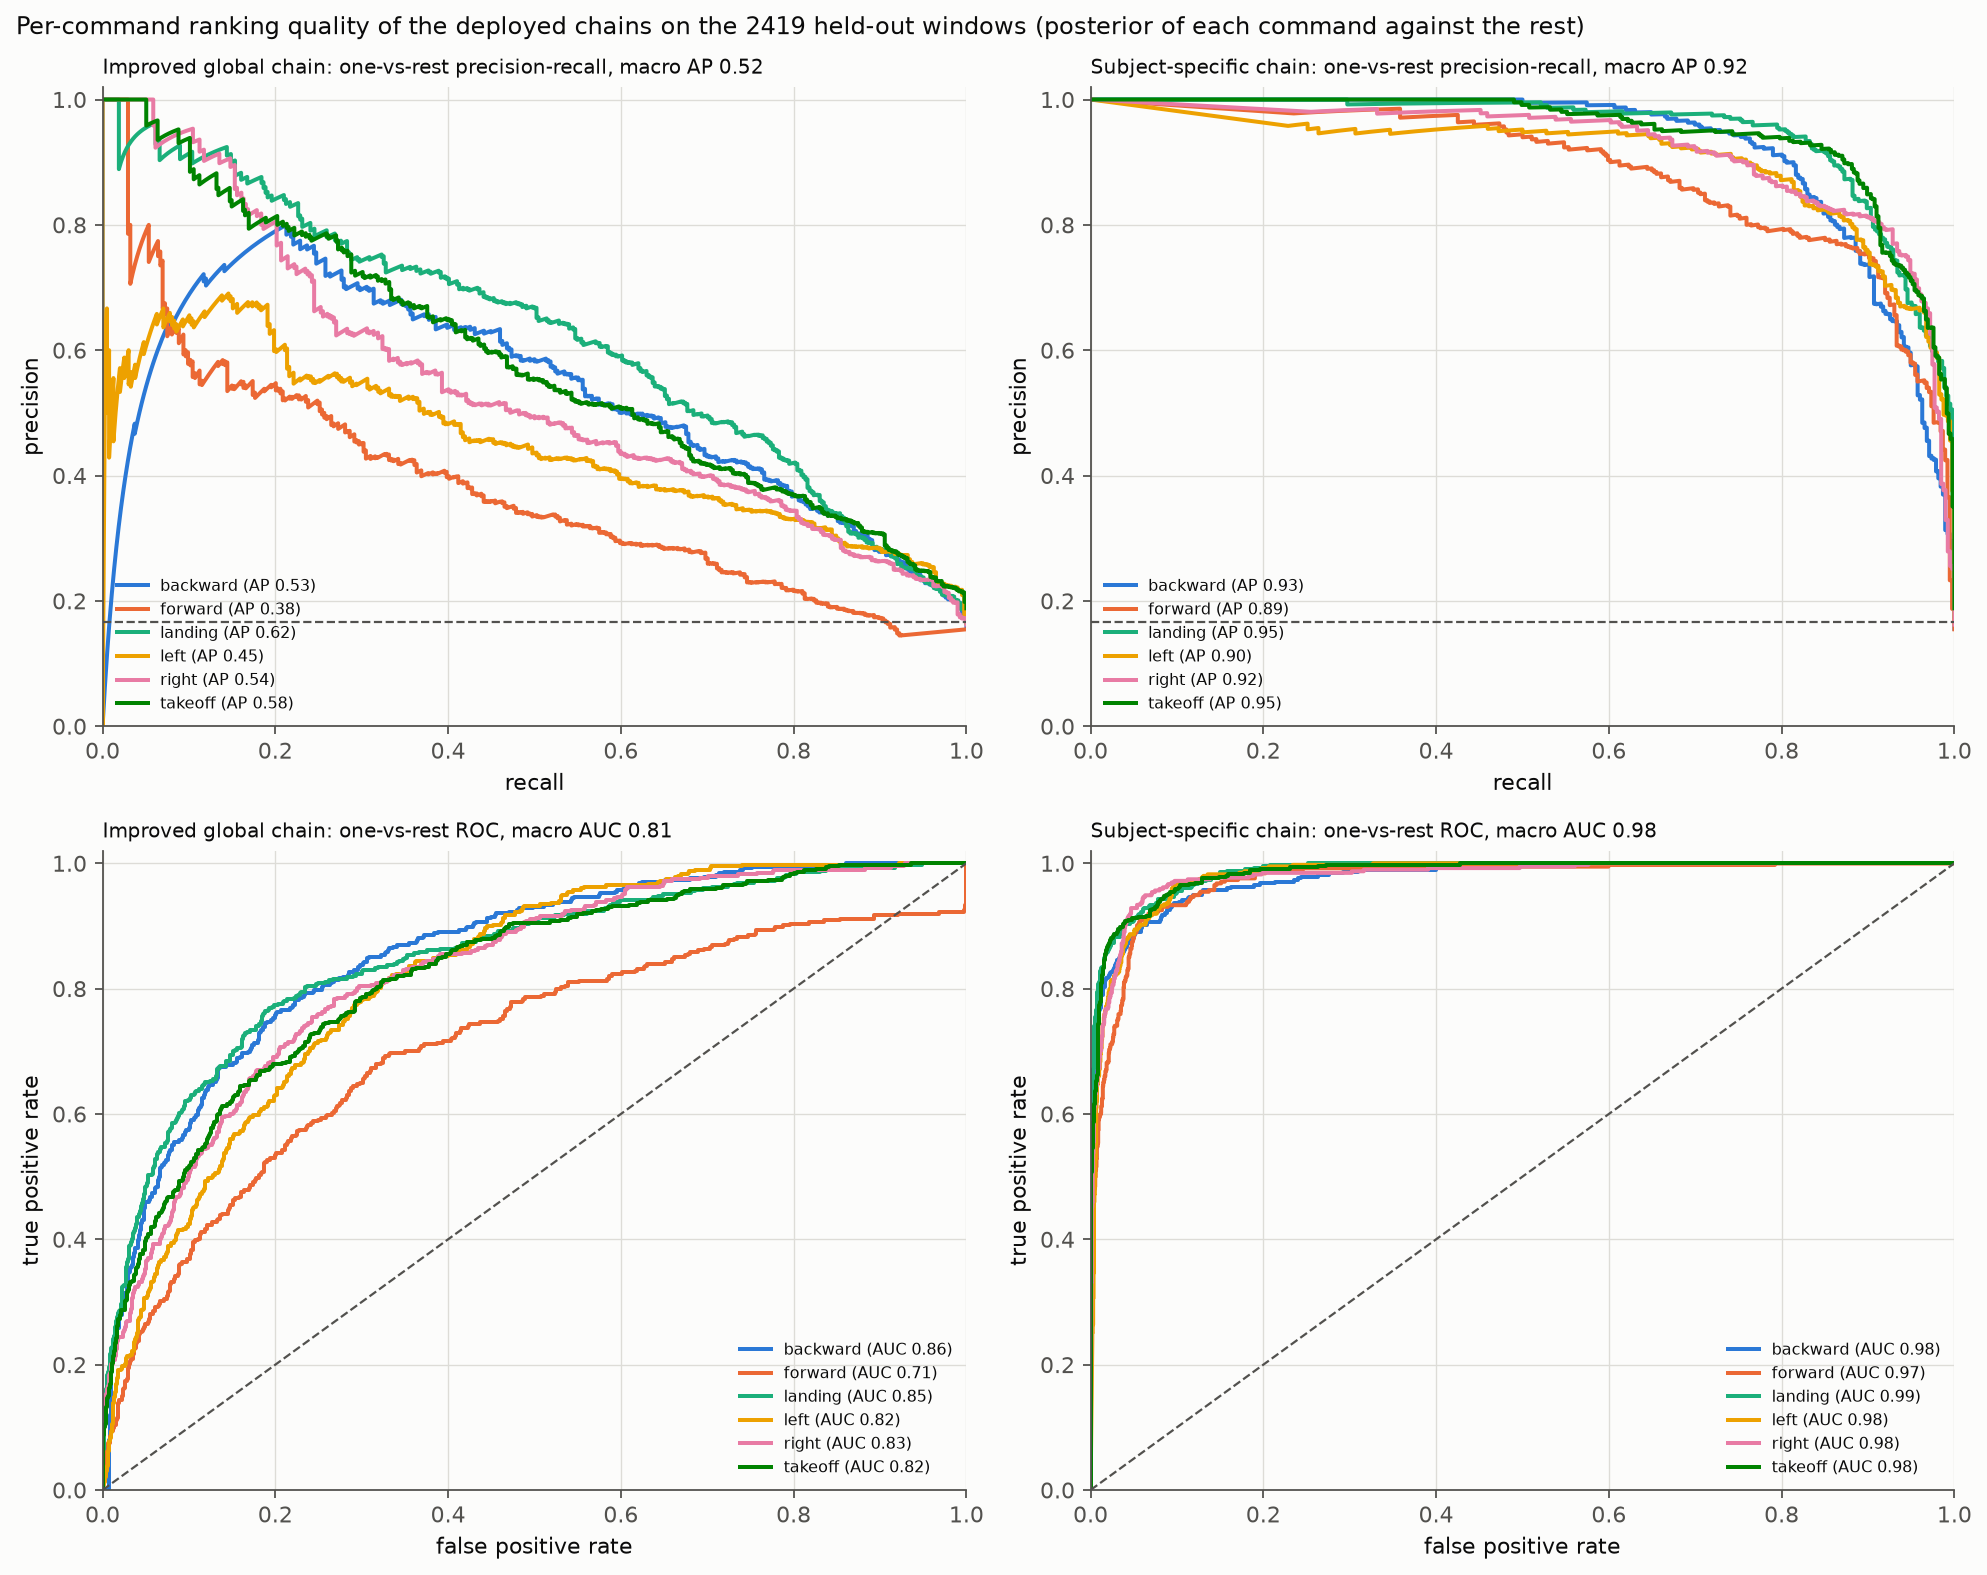 Per-command ranking quality of the deployed chains on the 2419 held-out windows (posterior of each command against the rest)
Improved global chain: one-vs-rest precision-recall, macro AP 0.52
1.0
0.8
0.6
0.4
0.2
0.0
precision
backward (AP 0.53)
forward (AP 0.38)
landing (AP 0.62)
left (AP 0.45)
right (AP 0.54)
takeoff (AP 0.58)
0.0 0.2 0.4 0.6 0.8 1.0
recall
Subject-specific chain: one-vs-rest precision-recall, macro AP 0.92
1.0
0.8
0.6
0.4
0.2
0.0
precision
backward (AP 0.93)
forward (AP 0.89)
landing (AP 0.95)
left (AP 0.90)
right (AP 0.92)
takeoff (AP 0.95)
0.0 0.2 0.4 0.6 0.8 1.0
recall
Improved global chain: one-vs-rest ROC, macro AUC 0.81
1.0
0.8
0.6
0.4
0.2
0.0
true positive rate
backward (AUC 0.86)
forward (AUC 0.71)
landing (AUC 0.85)
left (AUC 0.82)
right (AUC 0.83)
takeoff (AUC 0.82)
0.0 0.2 0.4 0.6 0.8 1.0
false positive rate
Subject-specific chain: one-vs-rest ROC, macro AUC 0.98
1.0
0.8
0.6
0.4
0.2
0.0
true positive rate
backward (AUC 0.98)
forward (AUC 0.97)
landing (AUC 0.99)
left (AUC 0.98)
right (AUC 0.98)
takeoff (AUC 0.98)
0.0 0.2 0.4 0.6 0.8 1.0
false positive rate